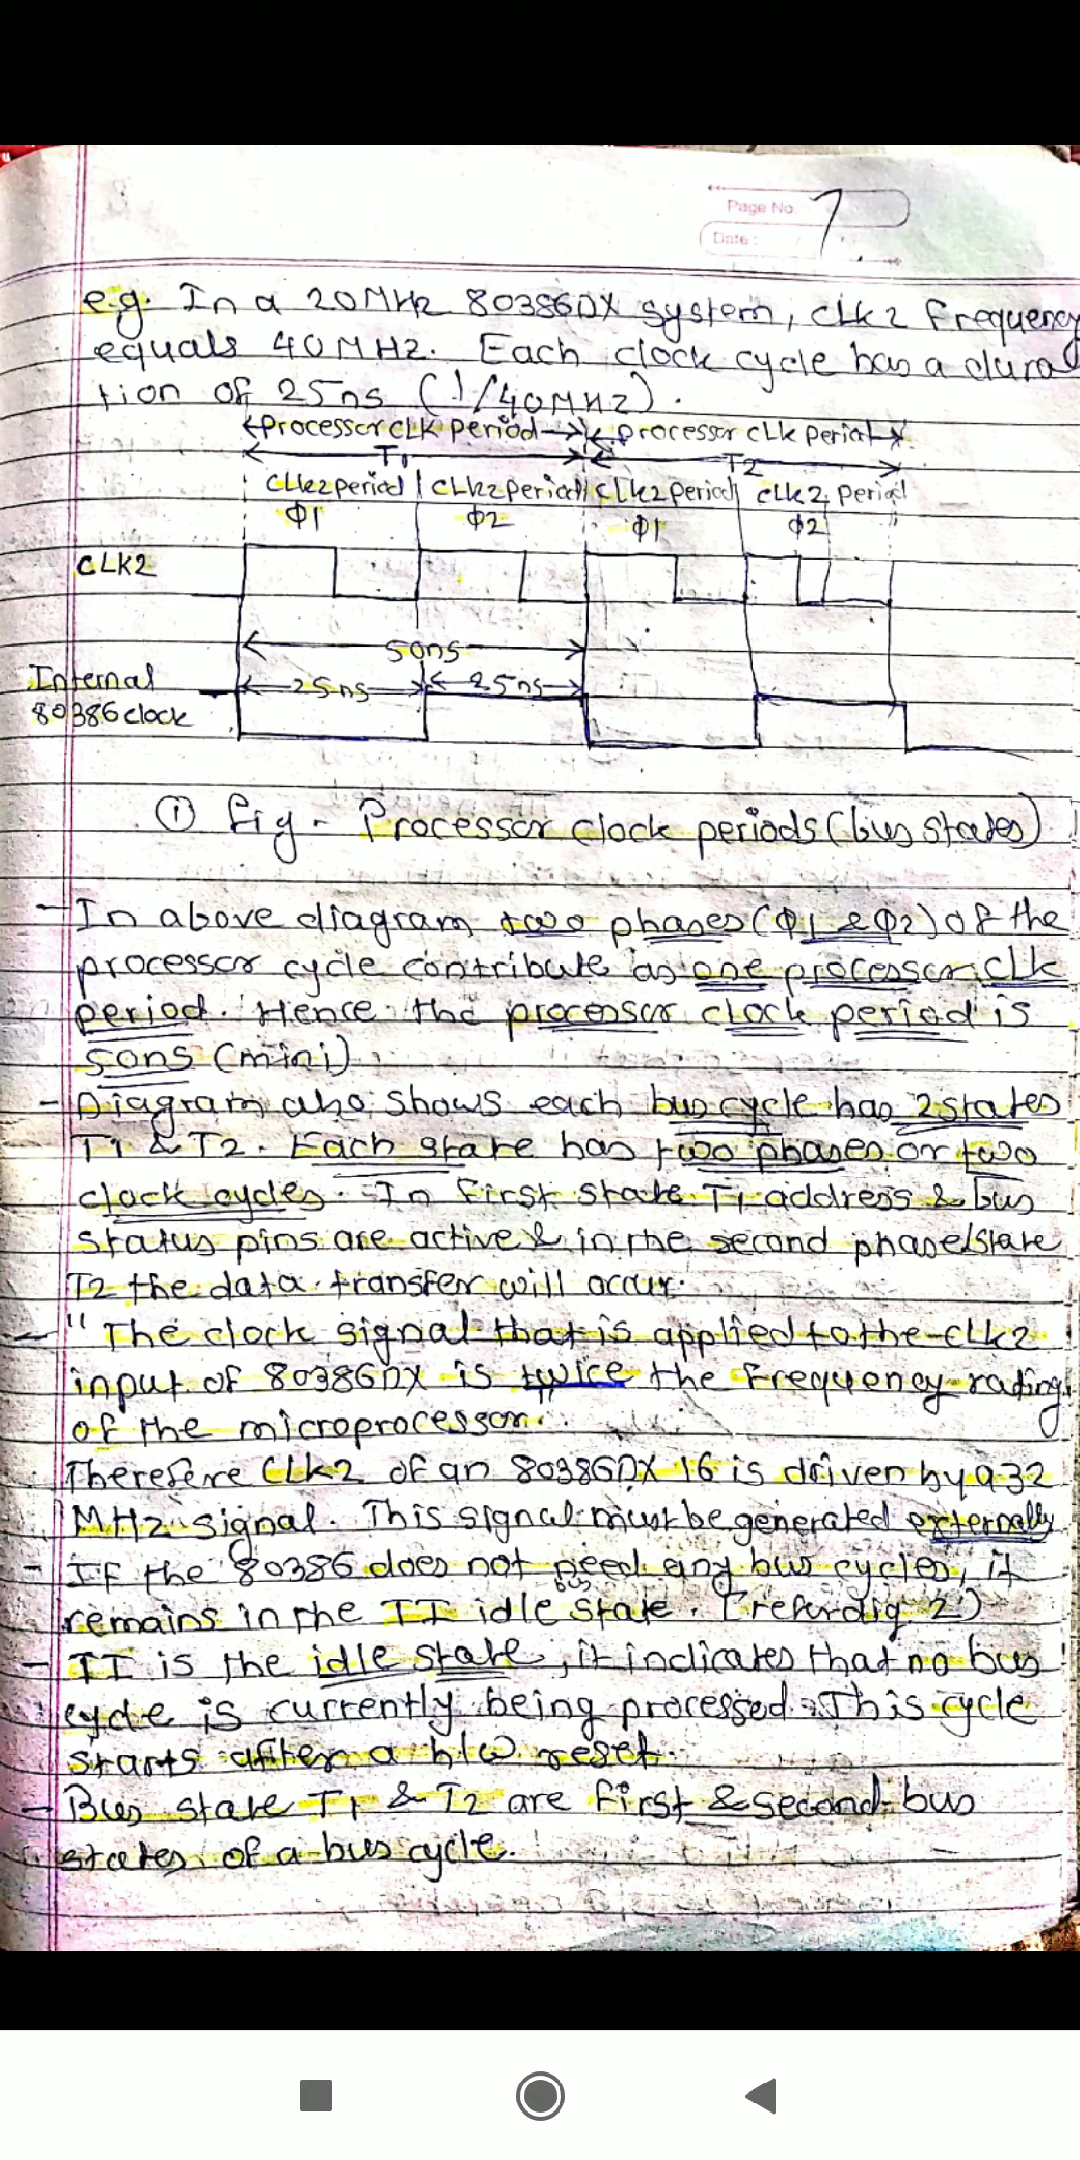 Page No. 7
Date :
e.g. In a 20MHz 80386DX system, clk2 frequency
equals 40MHz. Each clock cycle has a dura
tion of 25ns (1/40MHz).
Processor CLK period processor CLK period
T1 T2
CLK2 period CLK2 period CLK2 period CLK2 period
Φ1 Φ2 Φ1 Φ2
CLK2
50ns
Internal 25ns 25ns
80386 clock
① fig - Processor clock periods (bus states)
- In above diagram two phases (Φ1 & Φ2) of the
processor cycle contribute as one processor CLK
period. Hence the processor clock period is
50ns (mini)
- Diagram also shows each bus cycle has 2 states
T1 & T2. Each state has two phases or two
clock cycles. In first state T1 address & bus
status pins are active & in the second phase/state
T2 the data transfer will occur.
- "The clock signal that is applied to the CLK2
input of 80386DX is twice the frequency rating
of the microprocessor."
Therefore CLK2 of an 80386DX 16 is driven by a 32
MHz signal. This signal must be generated externally.
- If the 80386 does not need any bus cycles, it
remains in the TI idle bus state. (refer dig 2)
- TI is the idle state, it indicates that no bus
cycle is currently being processed. This cycle
starts after a h/w reset.
- Bus state T1 & T2 are first & second bus
states of a bus cycle.